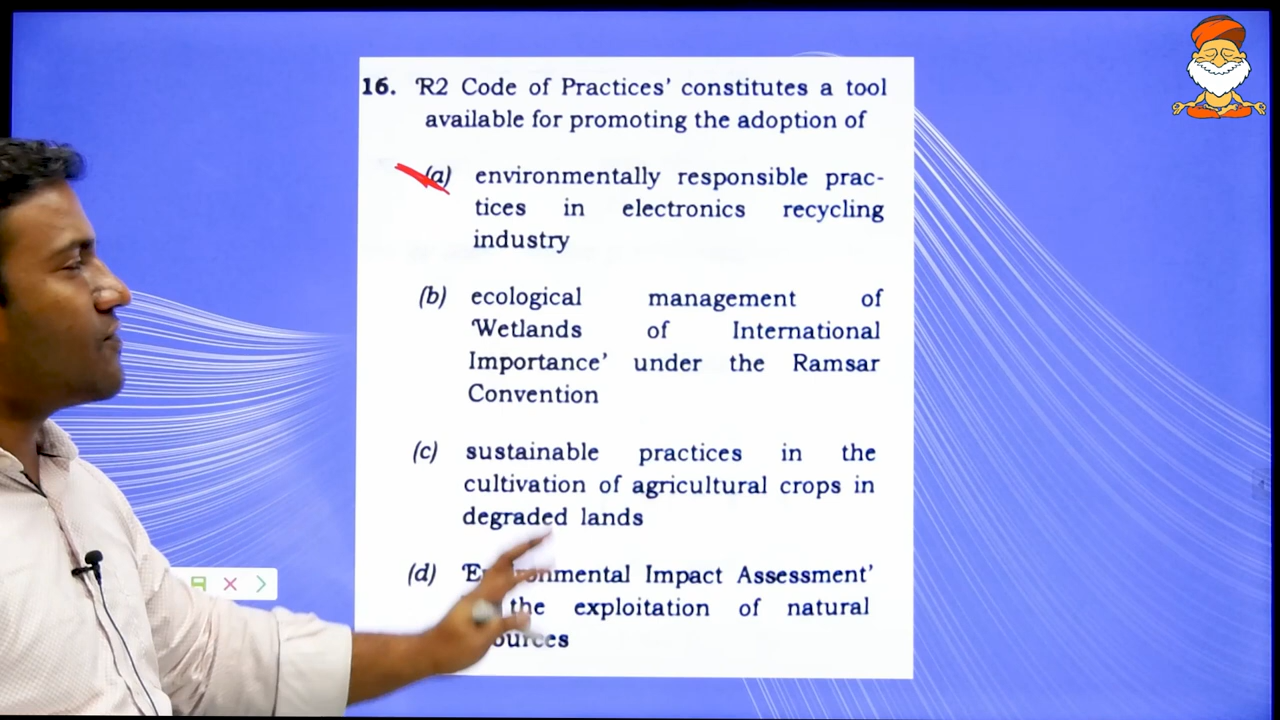 16. 'R2 Code of Practices' constitutes a tool
available for promoting the adoption of
(a) environmentally responsible prac-
tices in electronics recycling
industry
(b) ecological management of
'Wetlands of International
Importance' under the Ramsar
Convention
(c) sustainable practices in the
cultivation of agricultural crops in
degraded lands
(d) Impact Assessment'
the exploitation of natural